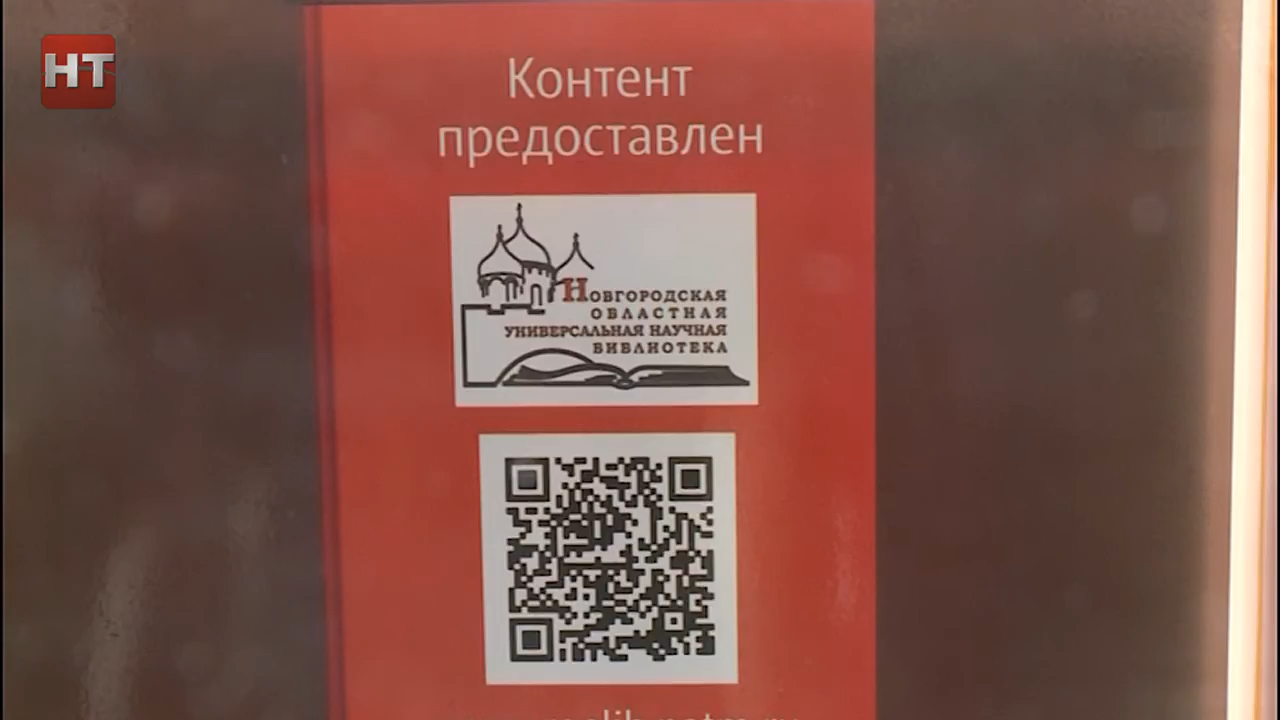 НТ
Контент
предоставлен
НОВГОРОДСКАЯ
ОБЛАСТНАЯ
УНИВЕРСАЛЬНАЯ НАУЧНАЯ
БИБЛИОТЕКА